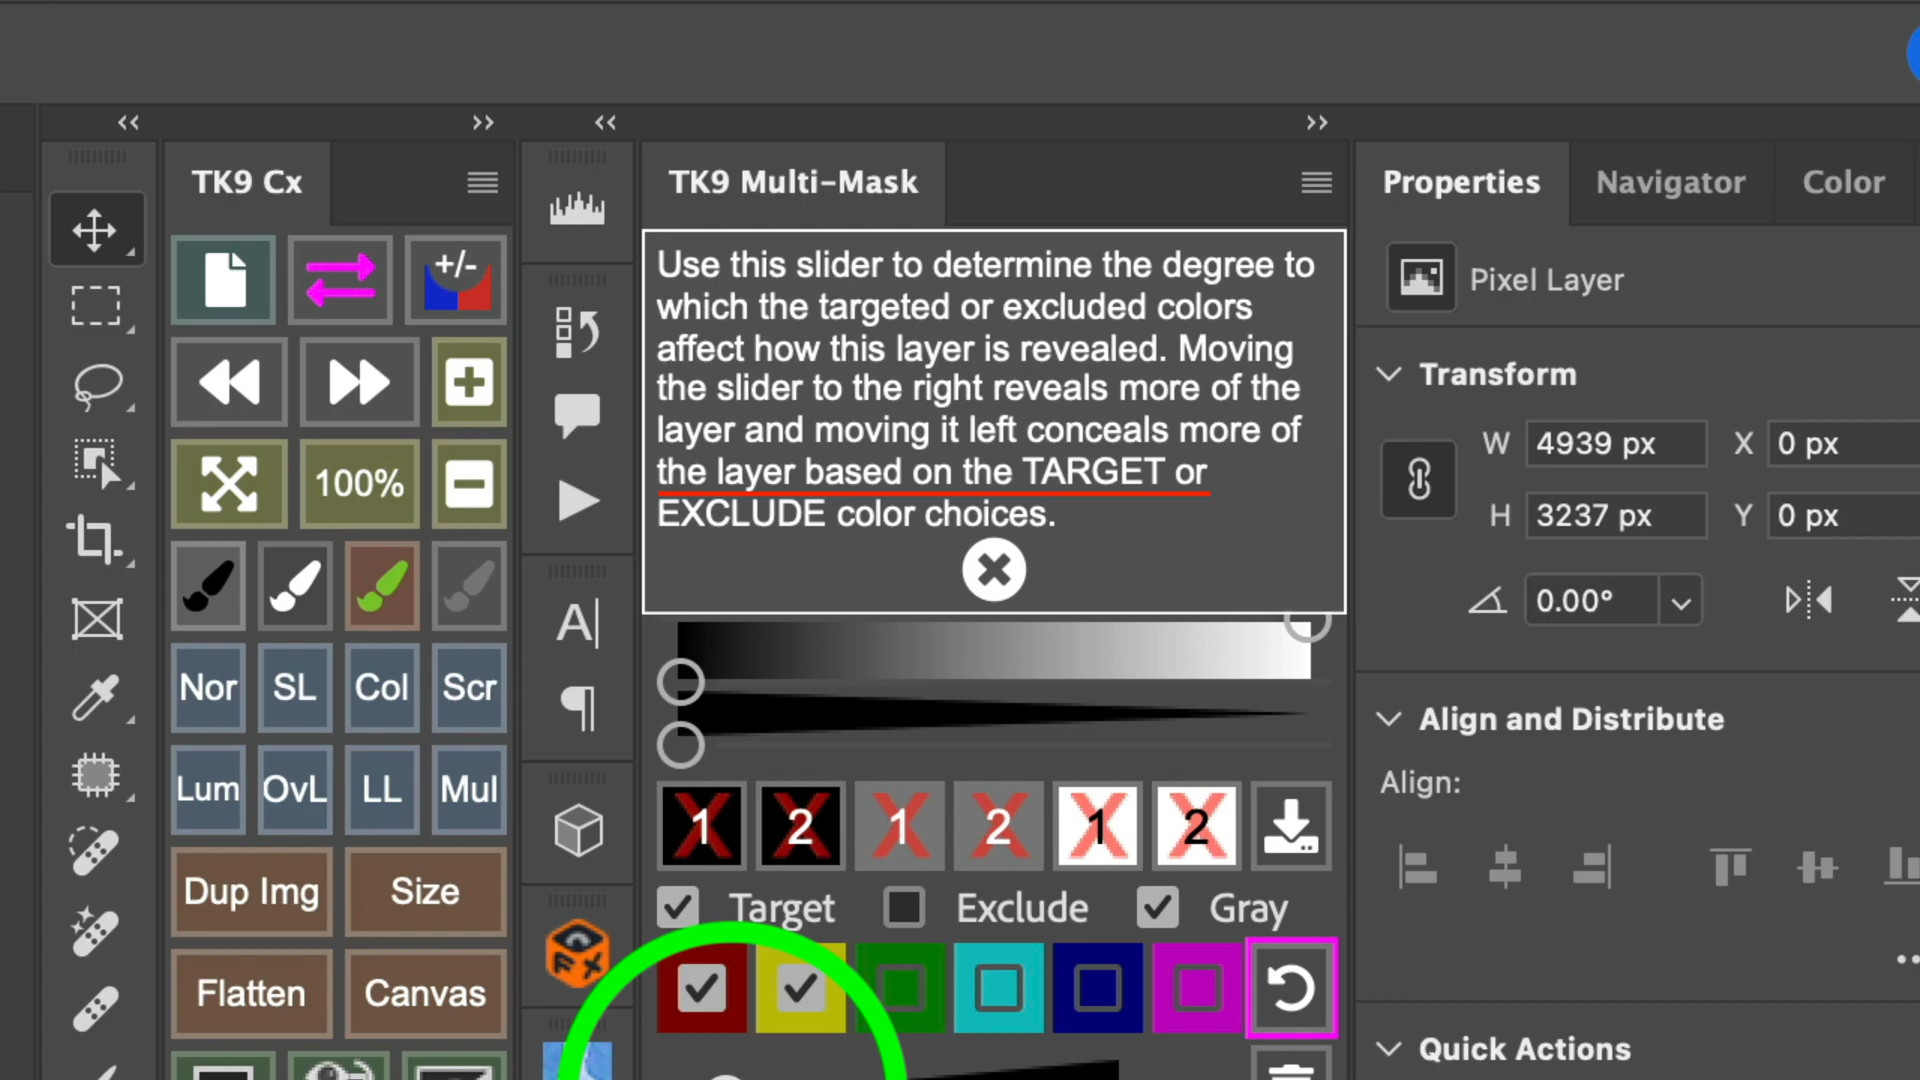 TK9 Cx
TK9 Multi-Mask
Properties
Navigator
Color
Use this slider to determine the degree to
which the targeted or excluded colors
affect how this layer is revealed. Moving
the slider to the right reveals more of the
layer and moving it left conceals more of
the layer based on the TARGET or
EXCLUDE color choices.
+/-
100%
Nor SL Col Scr
Lum OvL LL Mul
Dup Img Size
Flatten Canvas
A
FX
1 2 1 2 1 2
Target Exclude Gray
Pixel Layer
Transform
W 4939 px X 0 px
H 3237 px Y 0 px
0.00°
Align and Distribute
Align:
Quick Actions